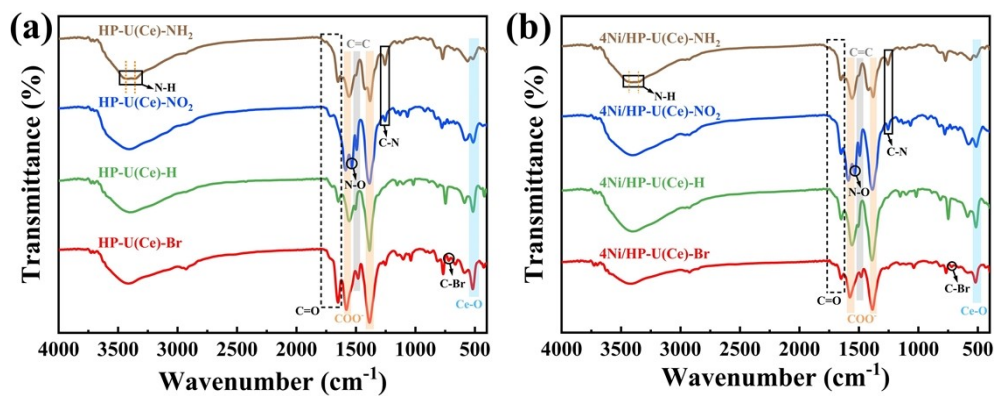 (a)
HP-U(Ce)-NH₂
C=C
N-H
HP-U(Ce)-NO₂
C-N
HP-U(Ce)-H
N-O
HP-U(Ce)-Br
C-Br
C=O
COO⁻
Ce-O
Transmittance (%)
4000 3500 3000 2500 2000 1500 1000 500
Wavenumber (cm⁻¹)
(b)
4Ni/HP-U(Ce)-NH₂
C=C
N-H
4Ni/HP-U(Ce)-NO₂
C-N
4Ni/HP-U(Ce)-H
N-O
4Ni/HP-U(Ce)-Br
C-Br
C=O
COO⁻
Ce-O
Transmittance (%)
4000 3500 3000 2500 2000 1500 1000 500
Wavenumber (cm⁻¹)